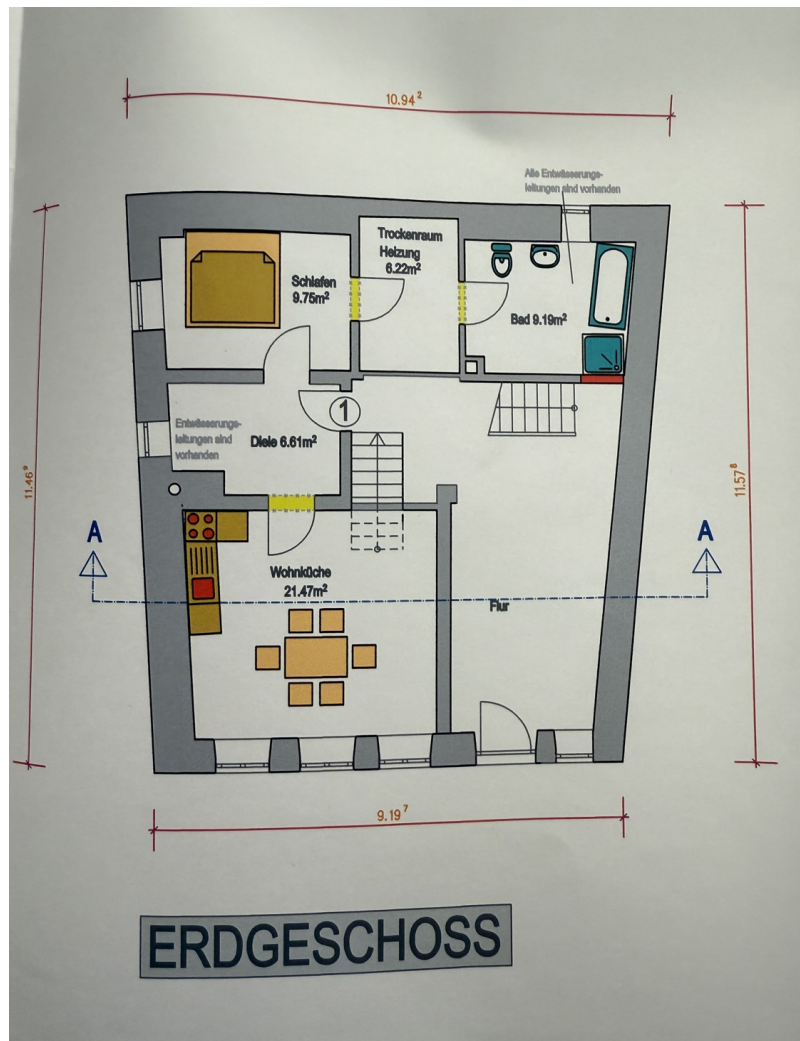 10.94²
Alle Entwässerungs-
leitungen sind vorhanden
Trockenraum
Heizung
6.22m²
Schlafen
9.75m²
Bad 9.19m²
1
Entwässerungs-
leitungen sind
vorhanden
Diele 6.61m²
11.46⁹
11.57⁸
A
A
Wohnküche
21.47m²
Flur
9.19⁷
ERDGESCHOSS